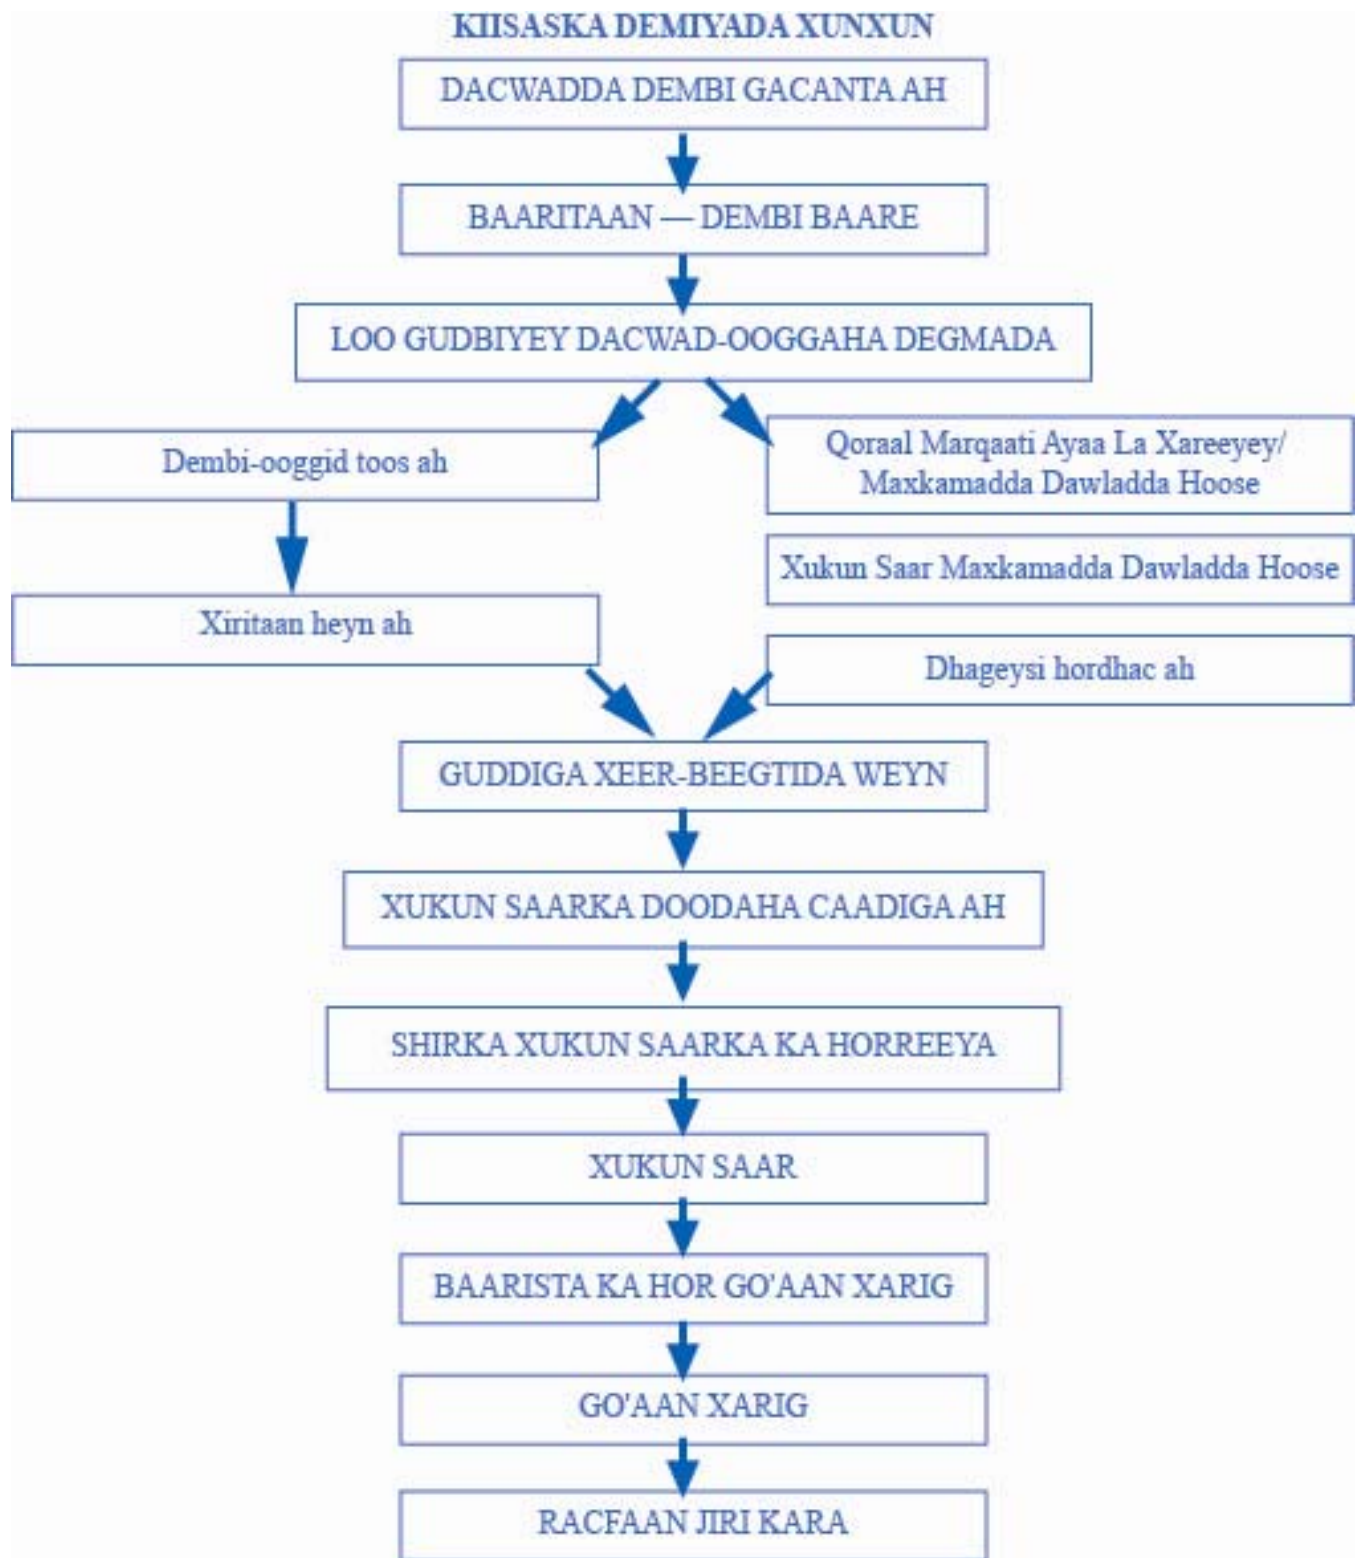 KIISASKA DEMIYADA XUNXUN
DACWADDA DEMBI GACANTA AH
BAARITAAN — DEMBI BAARE
LOO GUDBIYEY DACWAD-OOGGAHA DEGMADA
Dembi-ooggid toos ah
Xiritaan heyn ah
Qoraal Marqaati Ayaa La Xareeyey/
Maxkamadda Dawladda Hoose
Xukun Saar Maxkamadda Dawladda Hoose
Dhageysi hordhac ah
GUDDIGA XEER-BEEGTIDA WEYN
XUKUN SAARKA DOODAHA CAADIGA AH
SHIRKA XUKUN SAARKA KA HORREEYA
XUKUN SAAR
BAARISTA KA HOR GO'AAN XARIG
GO'AAN XARIG
RACFAAN JIRI KARA